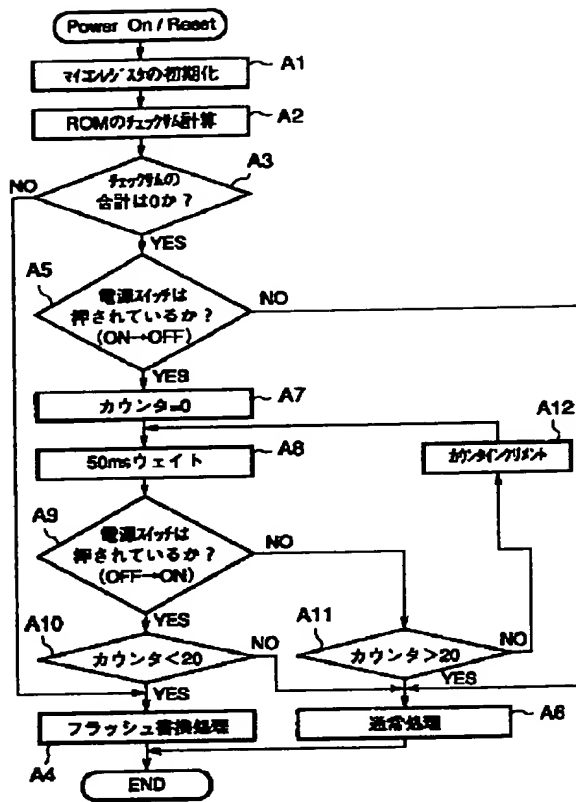 Power On / Reset
A1
マイエンレジスタの初期化
A2
ROMのチェックサム計算
A3
チェックサムの
合計は0か?
NO
YES
A5
電源スイッチは
押されているか?
(ON→OFF)
NO
YES
A7
カウンタ=0
A12
カウンタインクリメント
A8
50msウェイト
A9
電源スイッチは
押されているか?
(OFF→ON)
NO
YES
A10
カウンタ<20
NO
YES
A11
カウンタ>20
NO
YES
フラッシュ書換処理
A4
通常処理
A6
END